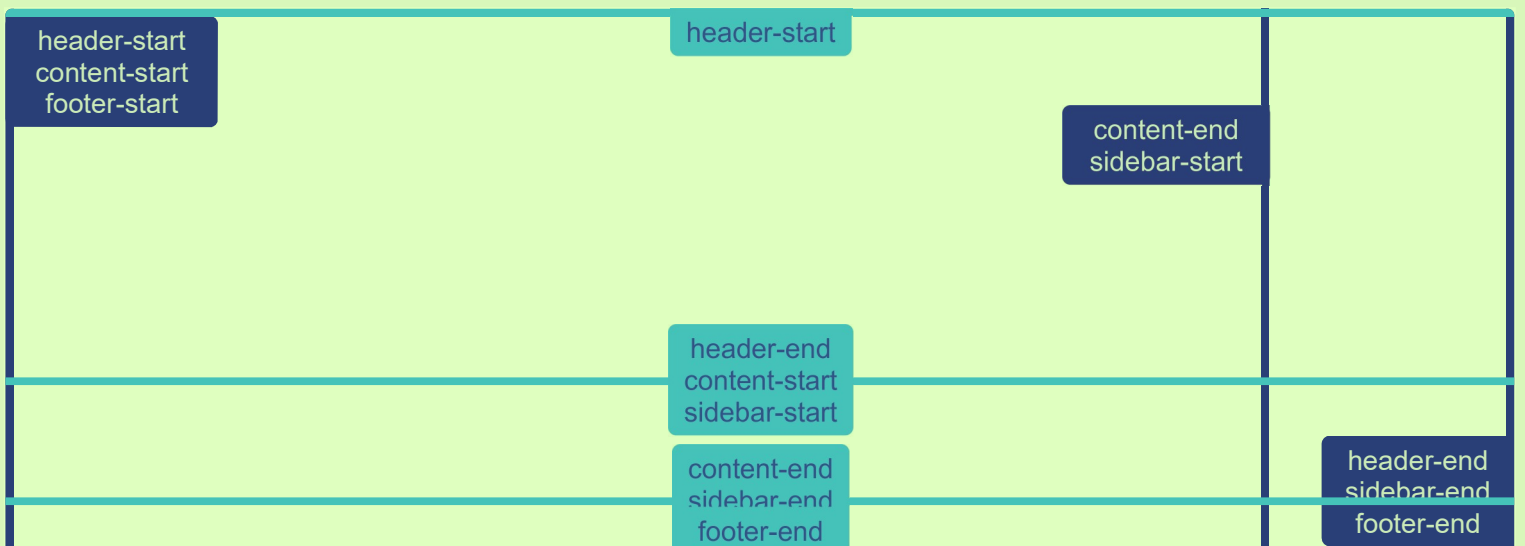 header-start
content-start
footer-start
header-start
content-end
sidebar-start
header-end
content-start
sidebar-start
content-end
sidebar-end
footer-end
header-end
sidebar-end
footer-end